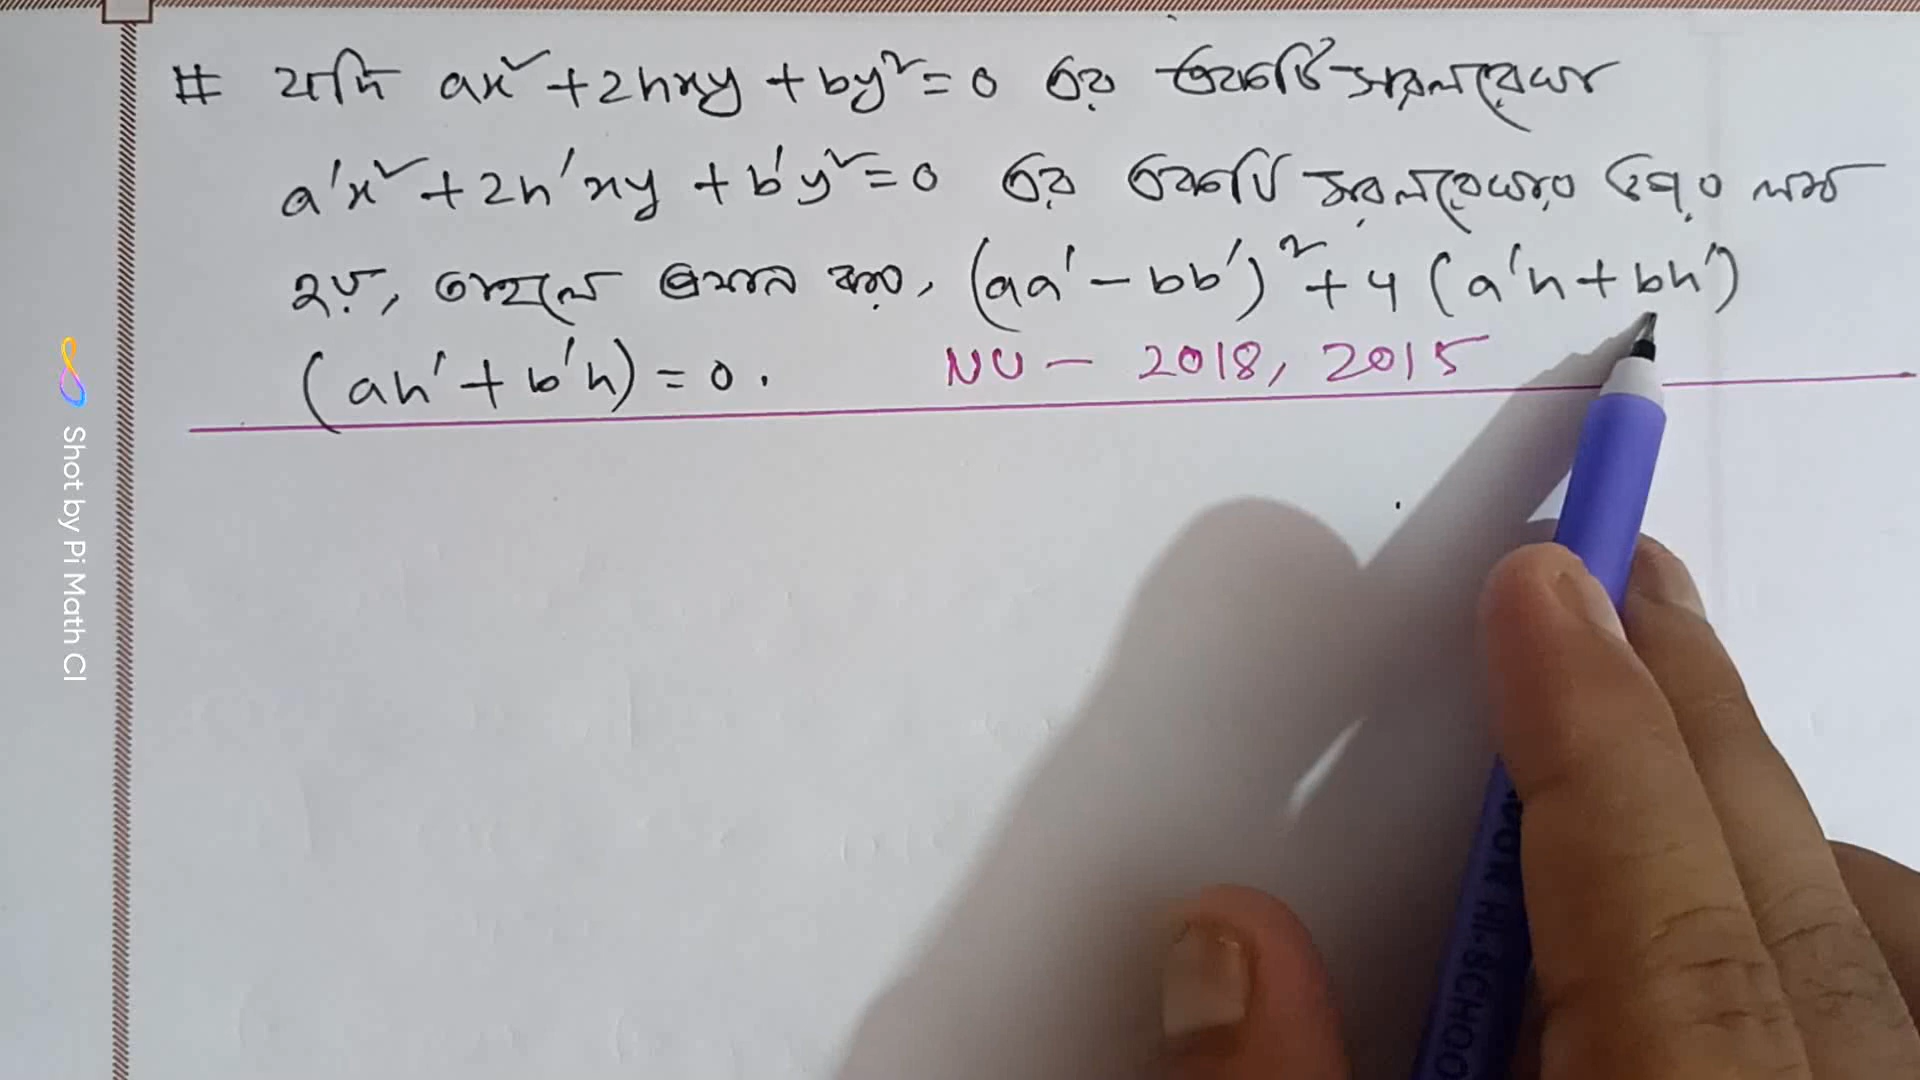 # যদি ax² + 2hxy + by² = 0 এর একটি সরলরেখা
a'x² + 2h'xy + b'y² = 0 এর একটি সরলরেখার উপর লম্ব
হয়, তাহলে প্রমান কর, (aa' - bb')² + 4 (a'h + bh')
(ah' + b'h) = 0.
NU - 2018, 2015
Shot by Pi Math Cl